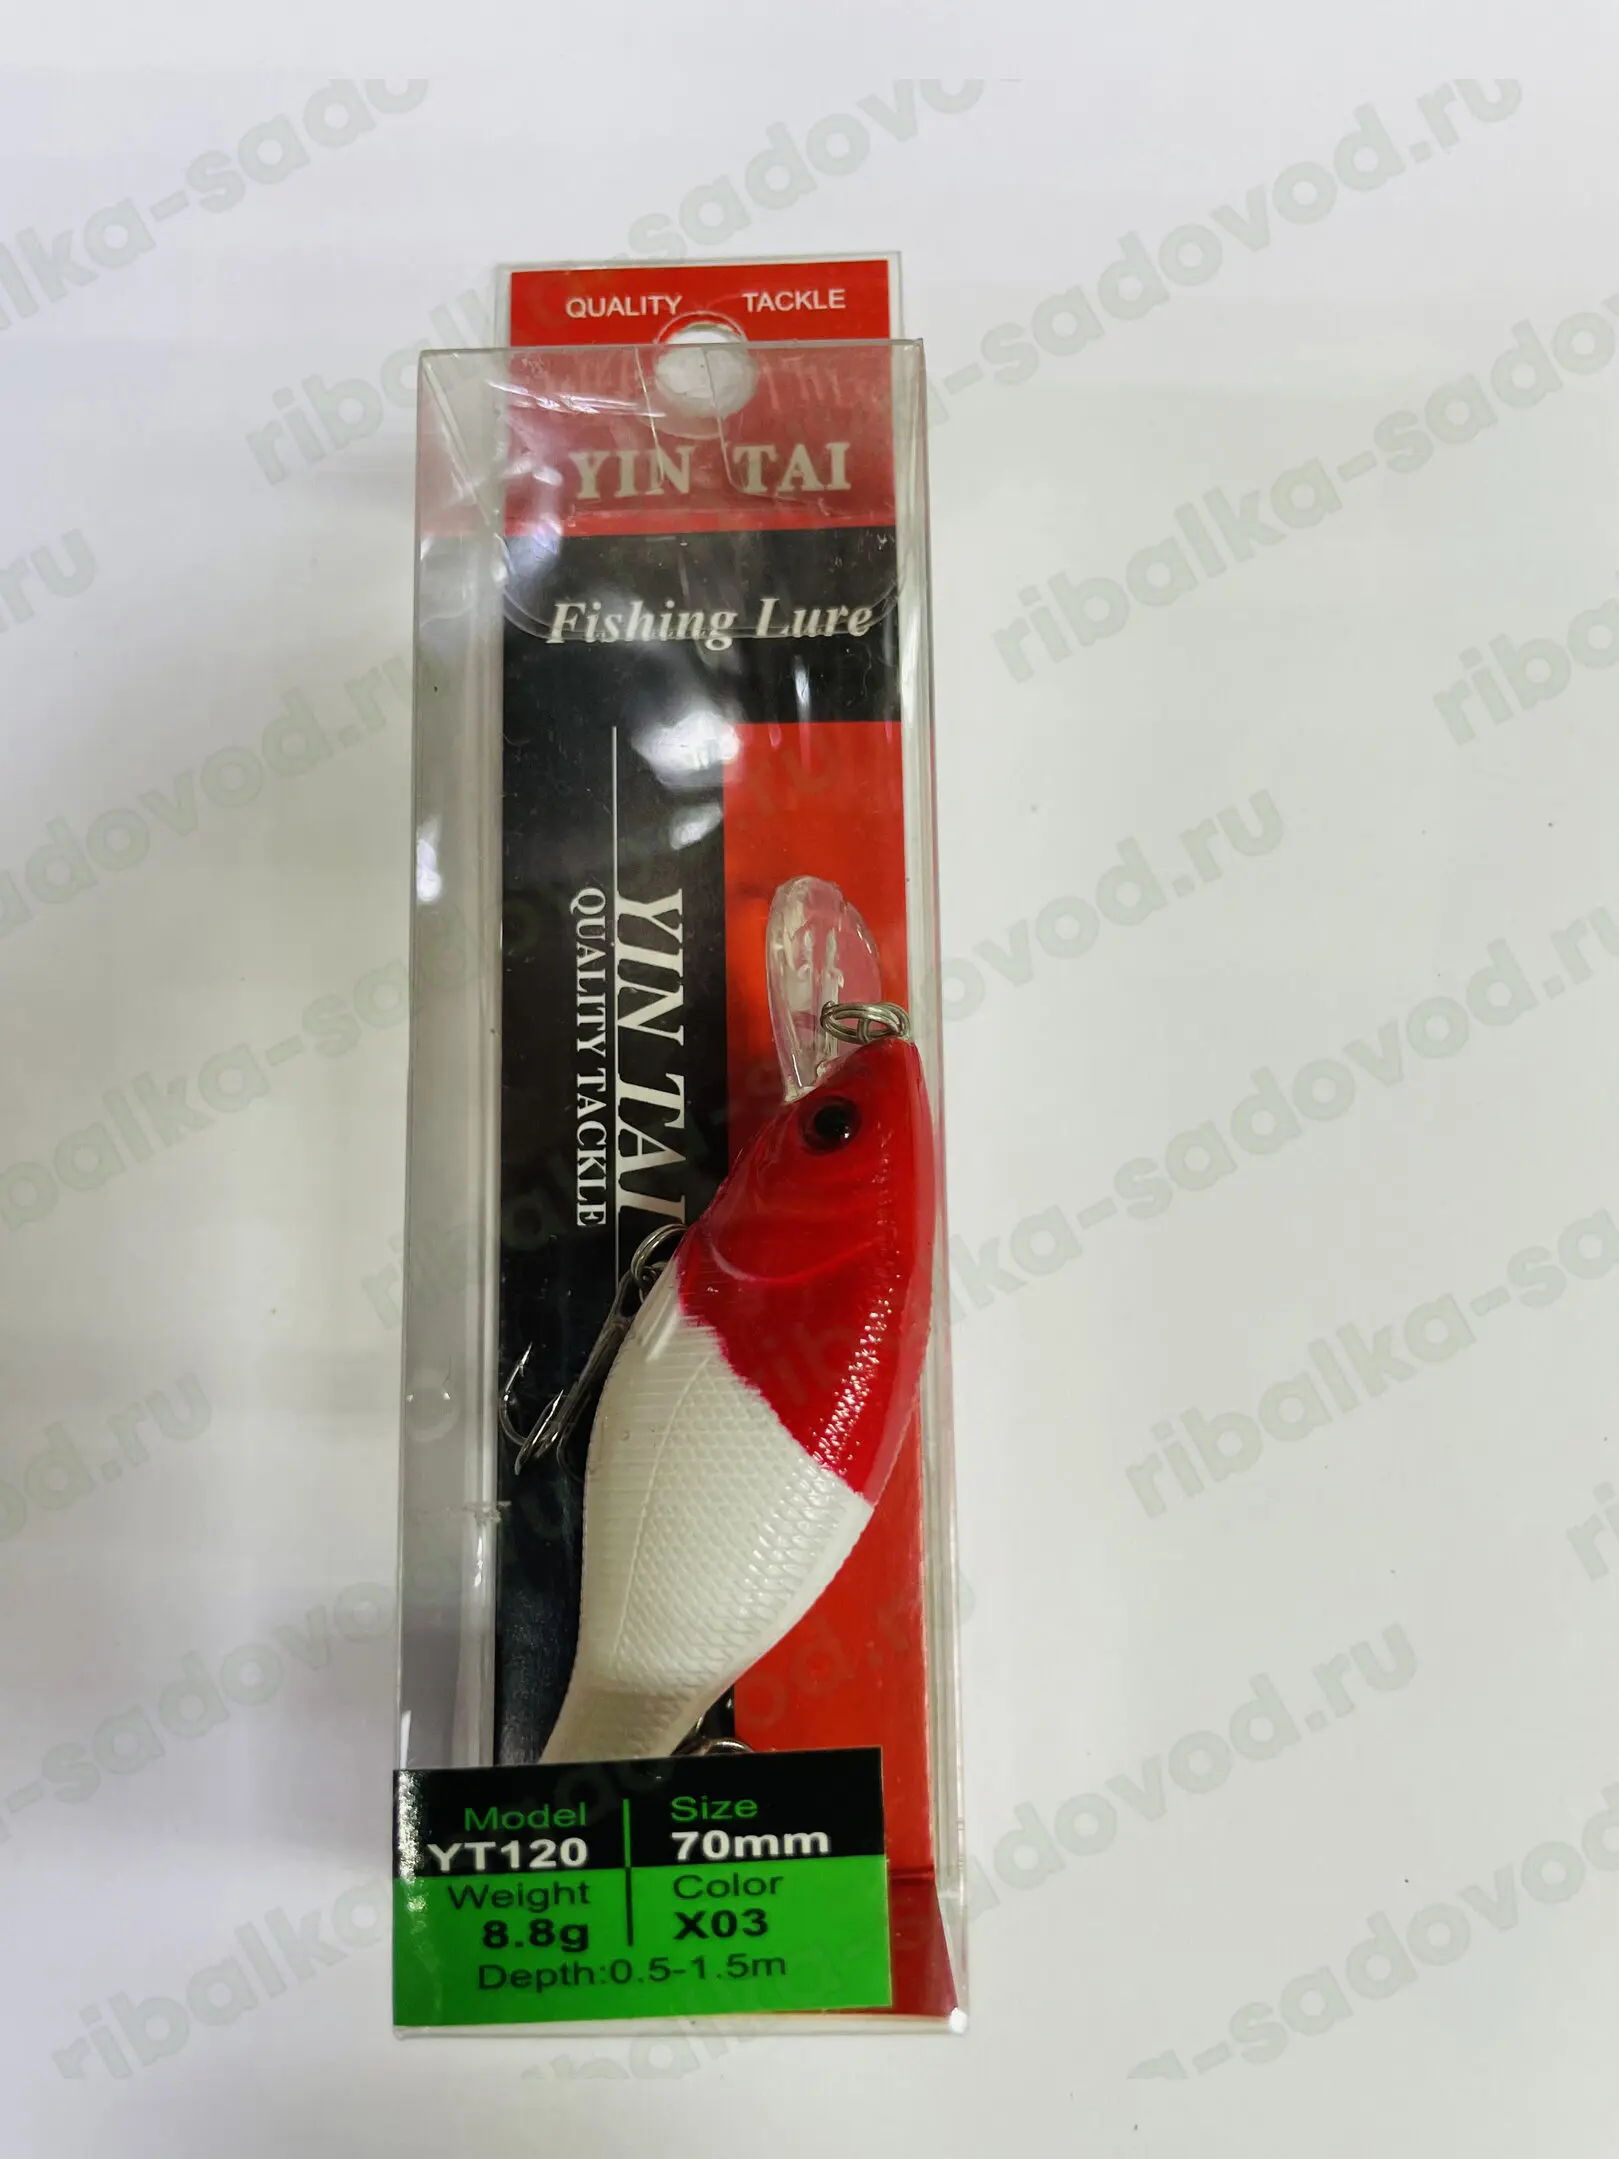 QUALITY TACKLE
YIN TAI
Fishing Lure
YIN TAI
QUALITY TACKLE
Model
YT120
Size
70mm
Weight
8.8g
Color
X03
Depth:0.5-1.5m
ribalka-sadovod.ru